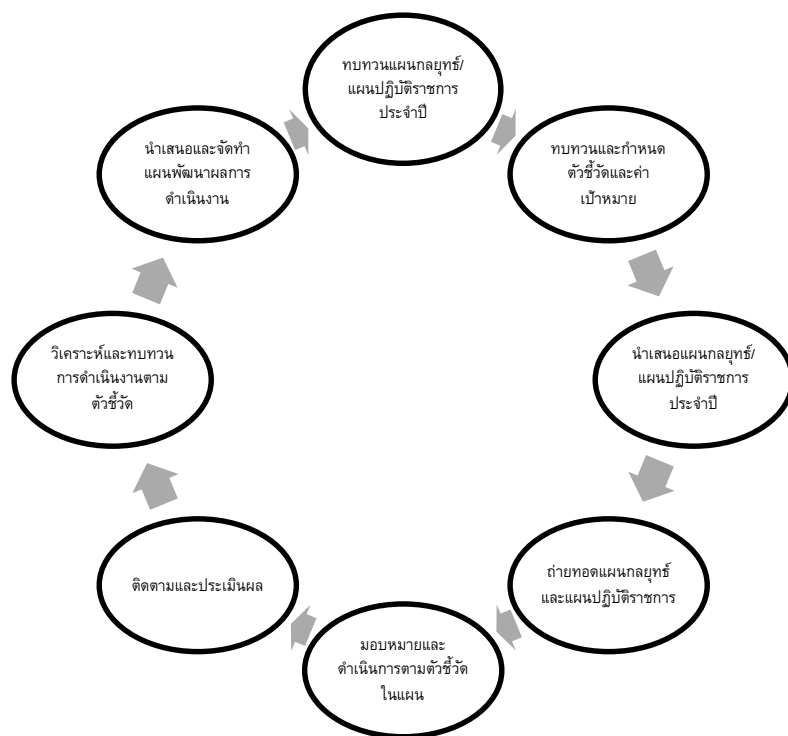 ทบทวนแผนกลยุทธ์/
แผนปฏิบัติราชการ
ประจำปี
ทบทวนและกำหนด
ตัวชี้วัดและค่า
เป้าหมาย
นำเสนอแผนกลยุทธ์/
แผนปฏิบัติราชการ
ประจำปี
ถ่ายทอดแผนกลยุทธ์
และแผนปฏิบัติราชการ
มอบหมายและ
ดำเนินการตามตัวชี้วัด
ในแผน
ติดตามและประเมินผล
วิเคราะห์และทบทวน
การดำเนินงานตาม
ตัวชี้วัด
นำเสนอและจัดทำ
แผนพัฒนาผลการ
ดำเนินงาน